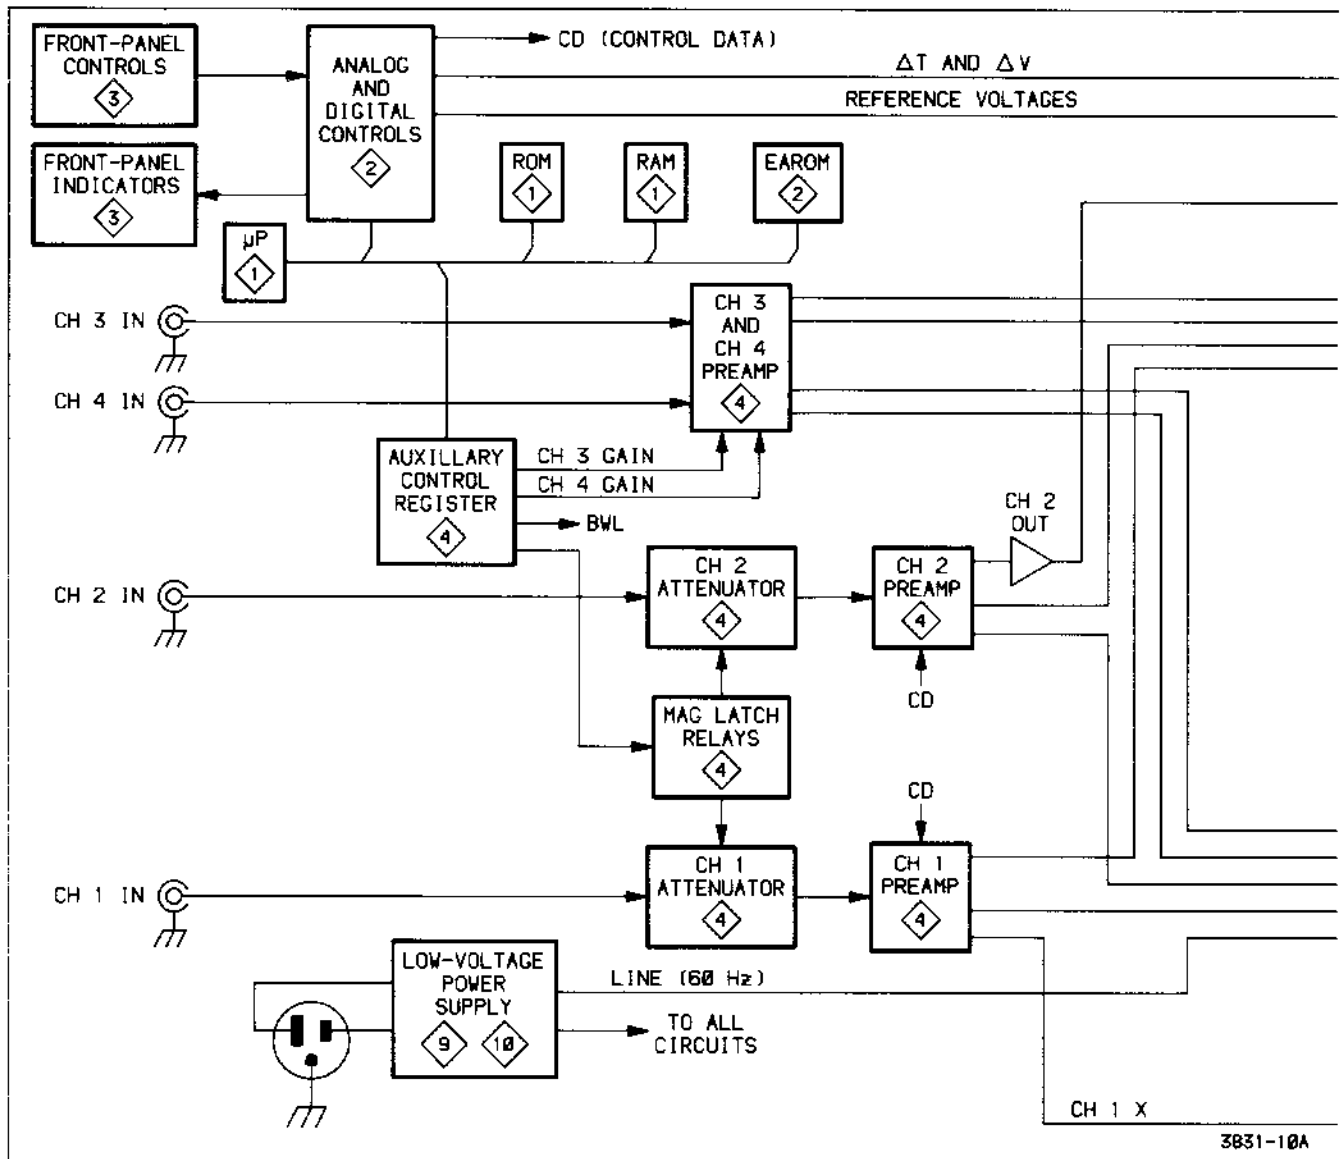 FRONT-PANEL
CONTROLS
3
ANALOG
AND
DIGITAL
CONTROLS
2
CD (CONTROL DATA)
ΔT AND ΔV
REFERENCE VOLTAGES
FRONT-PANEL
INDICATORS
3
µP
1
ROM
1
RAM
1
EAROM
2
CH 3 IN
CH 4 IN
CH 3
AND
CH 4
PREAMP
4
AUXILLARY
CONTROL
REGISTER
4
CH 3 GAIN
CH 4 GAIN
BWL
CH 2
OUT
CH 2 IN
CH 2
ATTENUATOR
4
CH 2
PREAMP
4
CD
MAG LATCH
RELAYS
4
CD
CH 1 IN
CH 1
ATTENUATOR
4
CH 1
PREAMP
4
LOW-VOLTAGE
POWER
SUPPLY
9 10
LINE (60 Hz)
TO ALL
CIRCUITS
CH 1 X
3831-10A